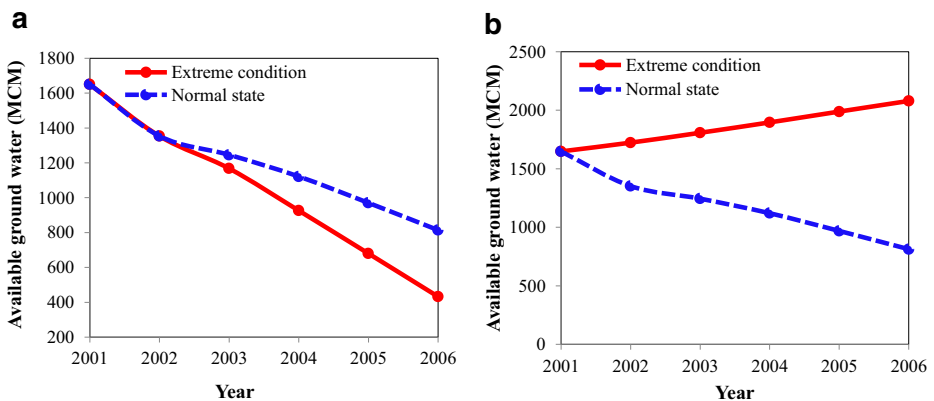 a
Available ground water (MCM)
1800
1600
1400
1200
1000
800
600
400
200
Extreme condition
Normal state
2001 2002 2003 2004 2005 2006
Year
b
Available ground water (MCM)
2500
2000
1500
1000
500
0
Extreme condition
Normal state
2001 2002 2003 2004 2005 2006
Year